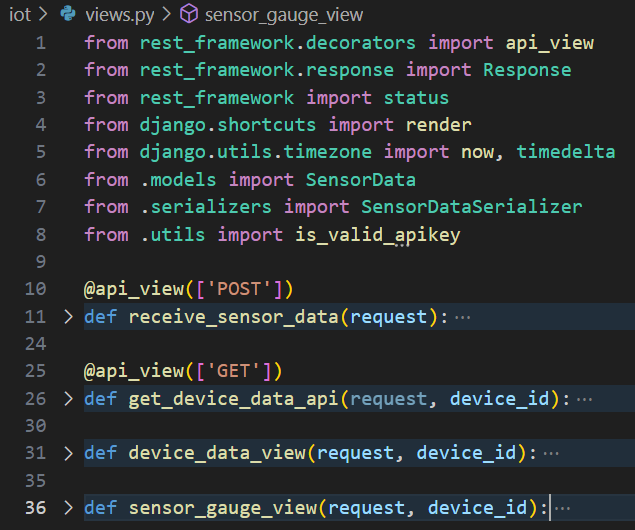 iot > views.py > sensor_gauge_view
1 from rest_framework.decorators import api_view
2 from rest_framework.response import Response
3 from rest_framework import status
4 from django.shortcuts import render
5 from django.utils.timezone import now, timedelta
6 from .models import SensorData
7 from .serializers import SensorDataSerializer
8 from .utils import is_valid_apikey
9
10 @api_view(['POST'])
11 > def receive_sensor_data(request):···
24
25 @api_view(['GET'])
26 > def get_device_data_api(request, device_id):···
30
31 > def device_data_view(request, device_id):···
35
36 > def sensor_gauge_view(request, device_id):···